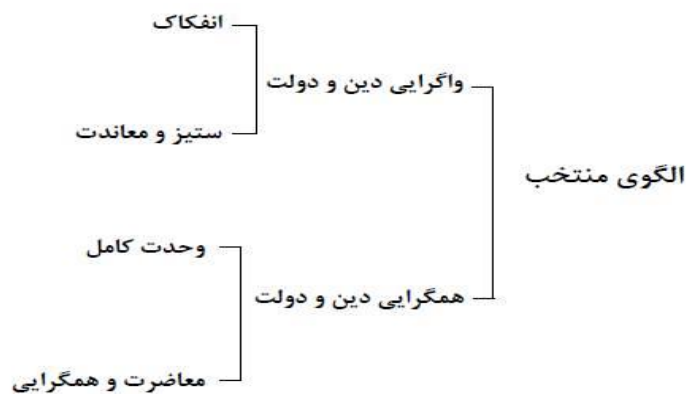 الگوی منتخب
واگرایی دین و دولت
انفکاک
ستیز و معاندت
همگرایی دین و دولت
وحدت کامل
معاضرت و همگرایی